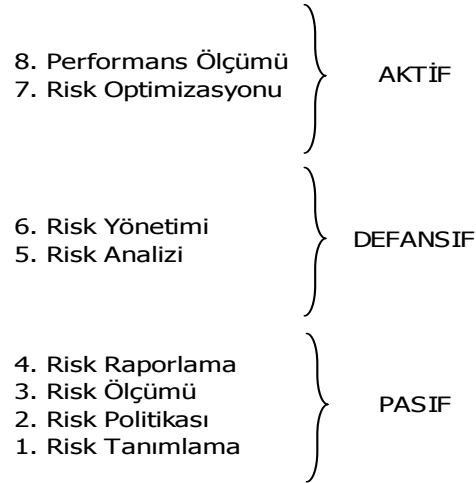 8. Performans Ölçümü
7. Risk Optimizasyonu
AKTİF
6. Risk Yönetimi
5. Risk Analizi
DEFANSIF
4. Risk Raporlama
3. Risk Ölçümü
2. Risk Politikası
1. Risk Tanımlama
PASIF